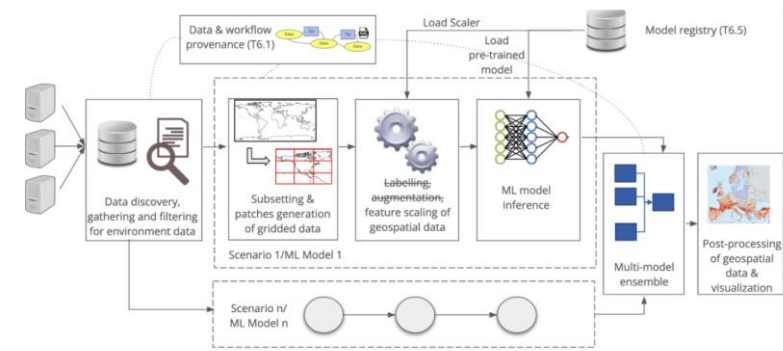 Data & workflow
provenance (T6.1)
Load Scaler
Load
pre-trained
model
Model registry (T6.5)
Data discovery,
gathering and filtering
for environment data
Subsetting &
patches generation
of gridded data
Labelling,
augmentation,
feature scaling of
geospatial data
ML model
inference
Scenario 1/ML Model 1
Multi-model
ensemble
Post-processing
of geospatial
data &
visualization
Scenario n/
ML Model n